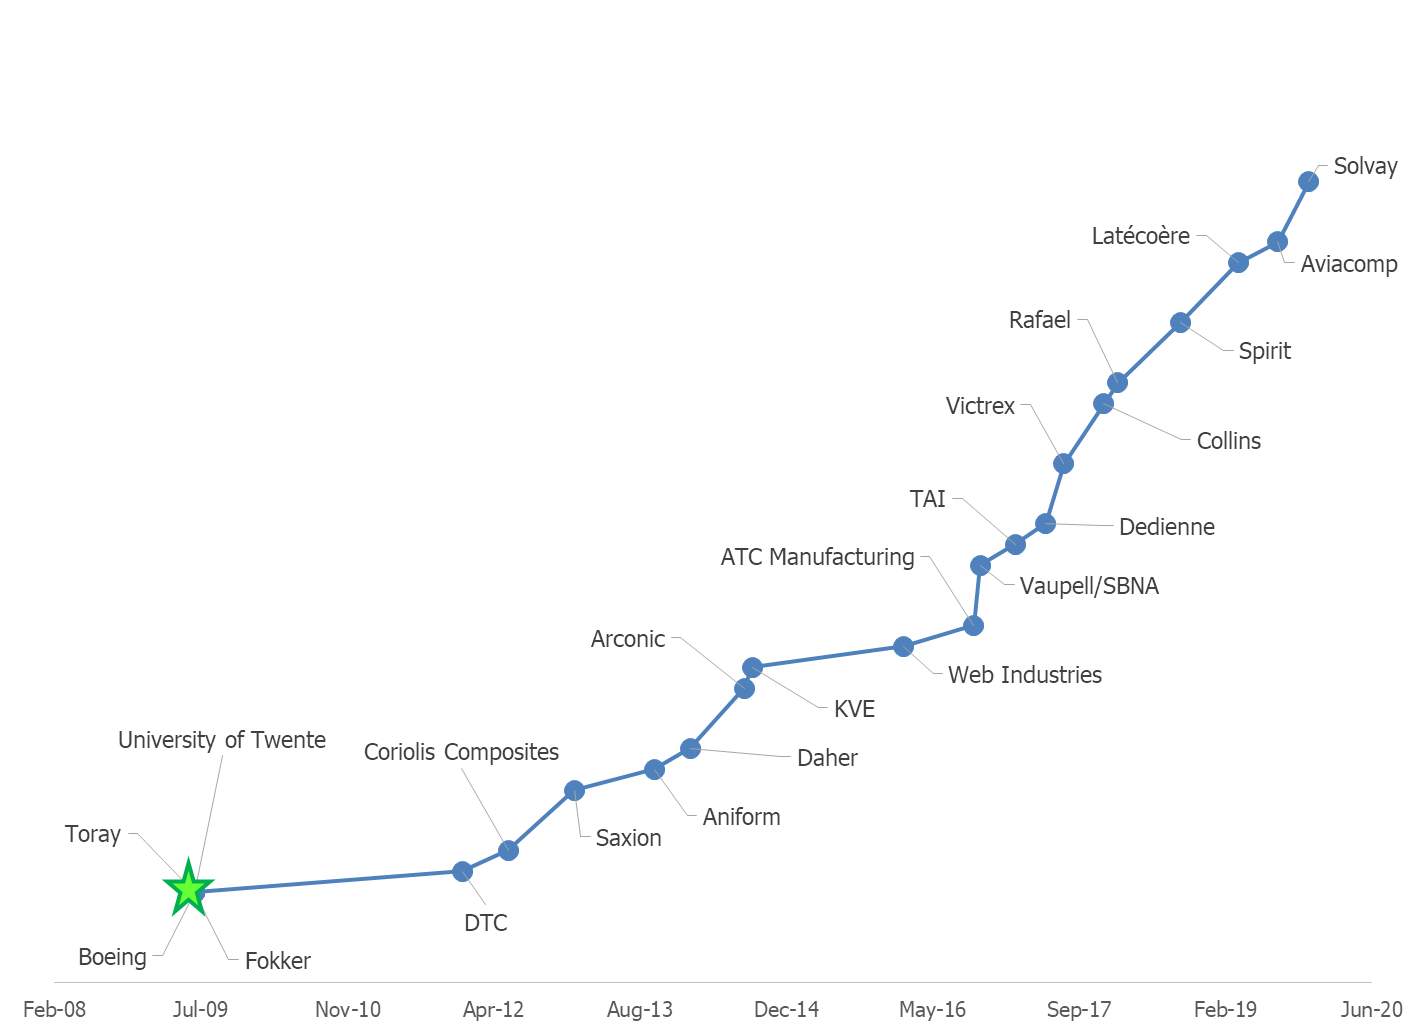 Solvay
Latécoère
Aviacomp
Rafael
Spirit
Victrex
Collins
TAI
Dedienne
ATC Manufacturing
Vaupell/SBNA
Arconic
Web Industries
KVE
University of Twente
Coriolis Composites
Daher
Aniform
Toray
Saxion
DTC
Boeing
Fokker
Feb-08 Jul-09 Nov-10 Apr-12 Aug-13 Dec-14 May-16 Sep-17 Feb-19 Jun-20